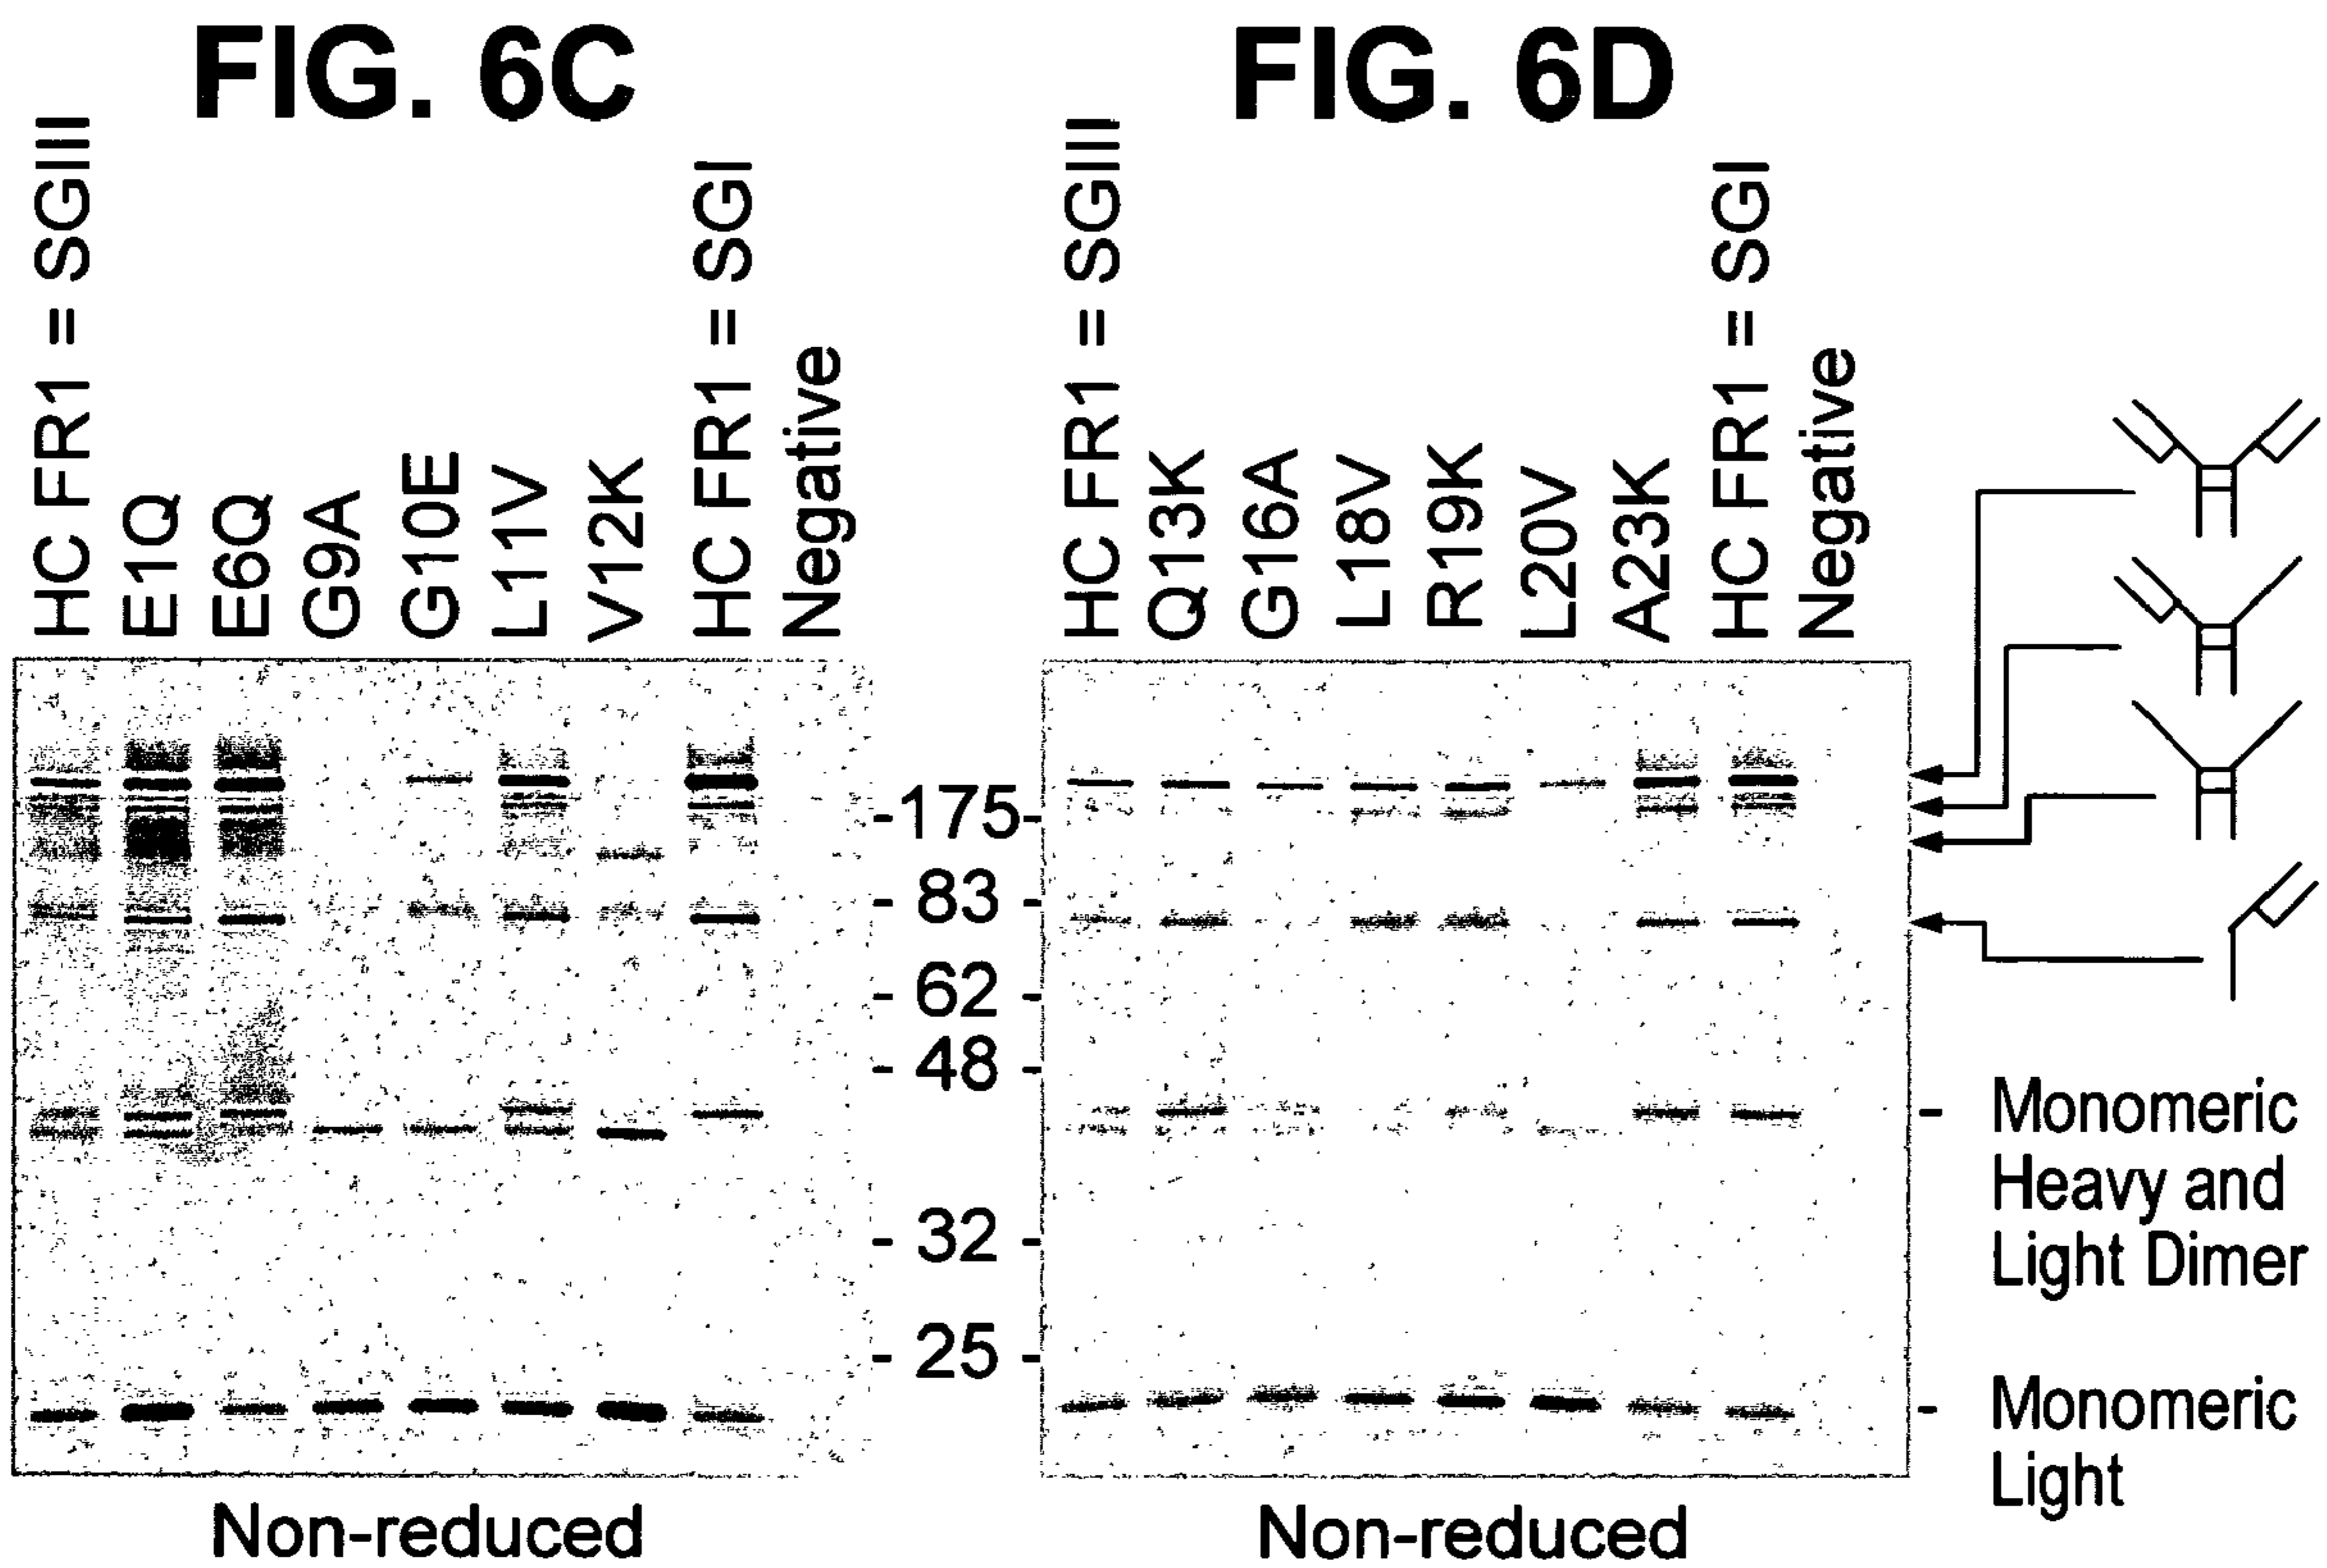 FIG. 6C
HC FR1 = SGIII
E1Q
E6Q
G9A
G10E
L11V
V12K
HC FR1 = SGI
Negative
FIG. 6D
HC FR1 = SGIII
Q13K
G16A
L18V
R19K
L20V
A23K
HC FR1 = SGI
Negative
-175-
- 83 -
- 62 -
- 48 -
- 32 -
- 25 -
- Monomeric
Heavy and
Light Dimer
- Monomeric
Light
Non-reduced
Non-reduced